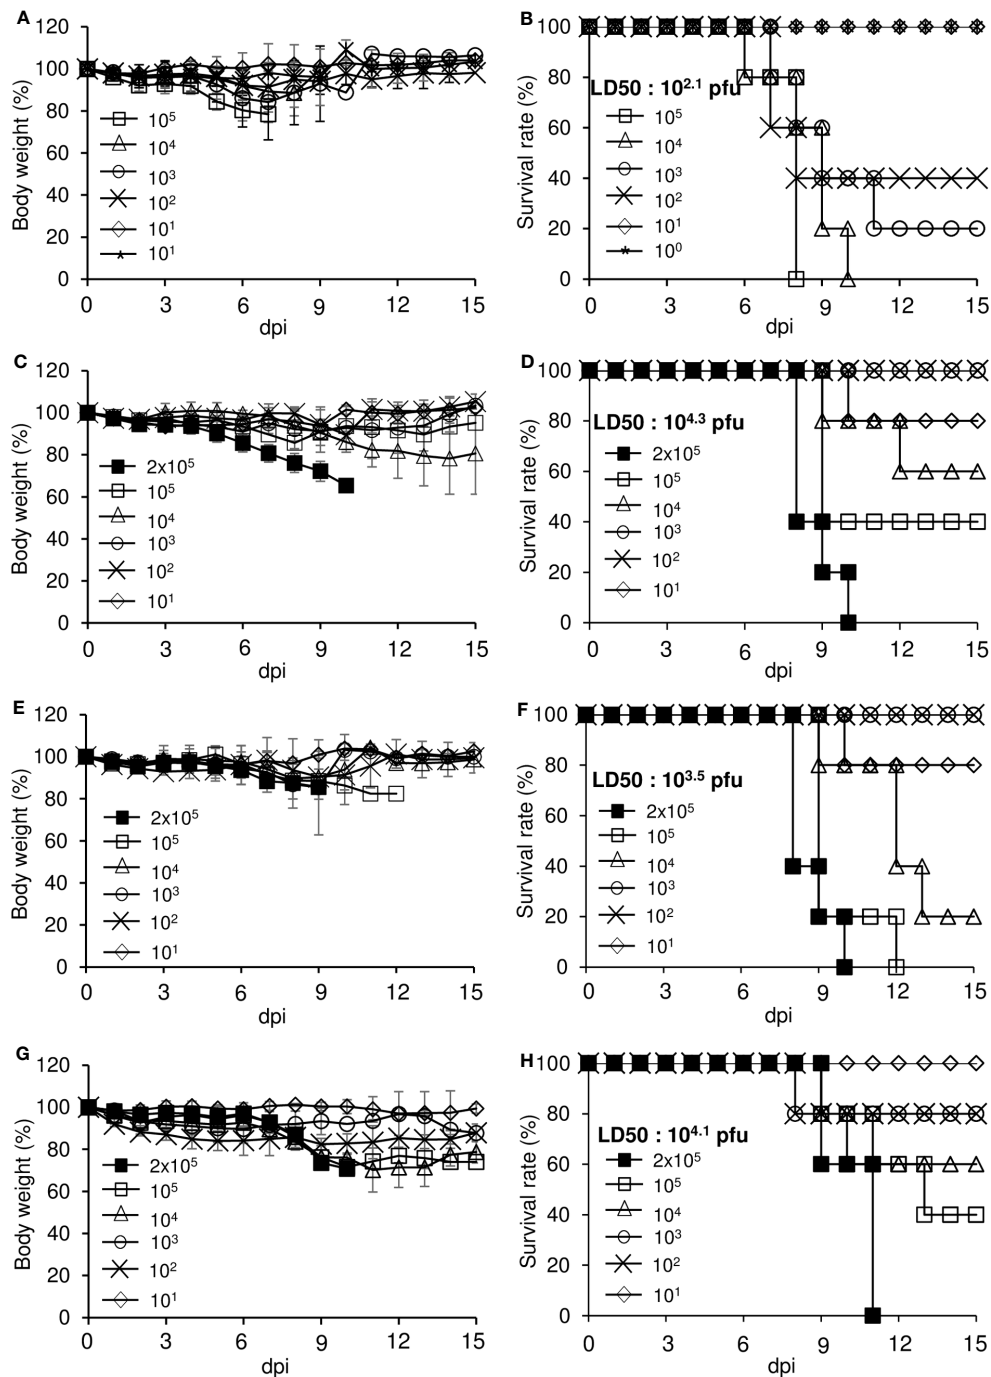 A
Body weight (%)
120
100
80
60
40
20
0
10⁵
10⁴
10³
10²
10¹
10¹
0 3 6 9 12 15
dpi
B
Survival rate (%)
100
80
60
40
20
0
LD50 : 10²·¹ pfu
10⁵
10⁴
10³
10²
10¹
10⁰
0 3 6 9 12 15
dpi
C
Body weight (%)
120
100
80
60
40
20
0
2x10⁵
10⁵
10⁴
10³
10²
10¹
0 3 6 9 12 15
dpi
D
Survival rate (%)
100
80
60
40
20
0
LD50 : 10⁴·³ pfu
2x10⁵
10⁵
10⁴
10³
10²
10¹
0 3 6 9 12 15
dpi
E
Body weight (%)
120
100
80
60
40
20
0
2x10⁵
10⁵
10⁴
10³
10²
10¹
0 3 6 9 12 15
dpi
F
Survival rate (%)
100
80
60
40
20
0
LD50 : 10³·⁵ pfu
2x10⁵
10⁵
10⁴
10³
10²
10¹
0 3 6 9 12 15
dpi
G
Body weight (%)
120
100
80
60
40
20
0
2x10⁵
10⁵
10⁴
10³
10²
10¹
0 3 6 9 12 15
dpi
H
Survival rate (%)
100
80
60
40
20
0
LD50 : 10⁴·¹ pfu
2x10⁵
10⁵
10⁴
10³
10²
10¹
0 3 6 9 12 15
dpi